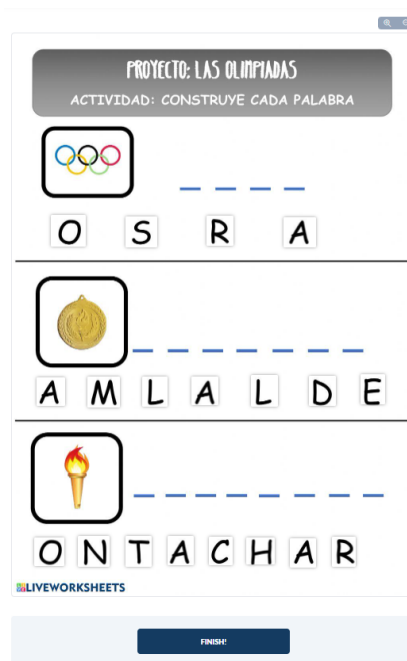 PROYECTO: LAS OLIMPIADAS
ACTIVIDAD: CONSTRUYE CADA PALABRA
O S R A
A M L A L D E
O N T A C H A R
LIVEWORKSHEETS
FINISH!